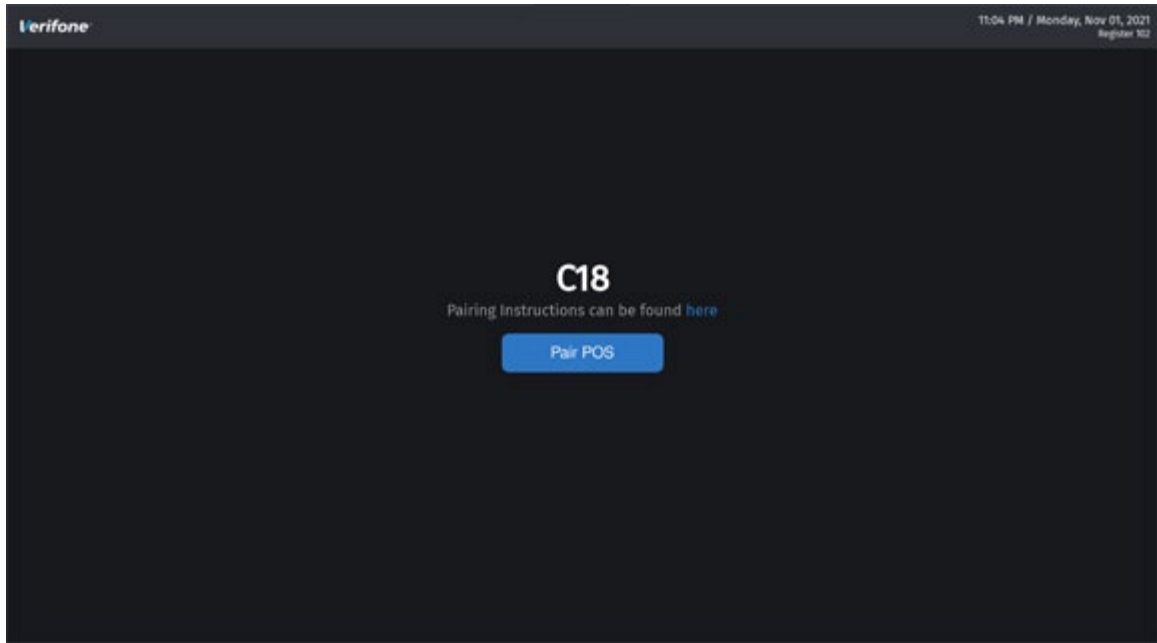 Verifone
11:04 PM / Monday, Nov 01, 2021
Register 102
C18
Pairing Instructions can be found here
Pair POS